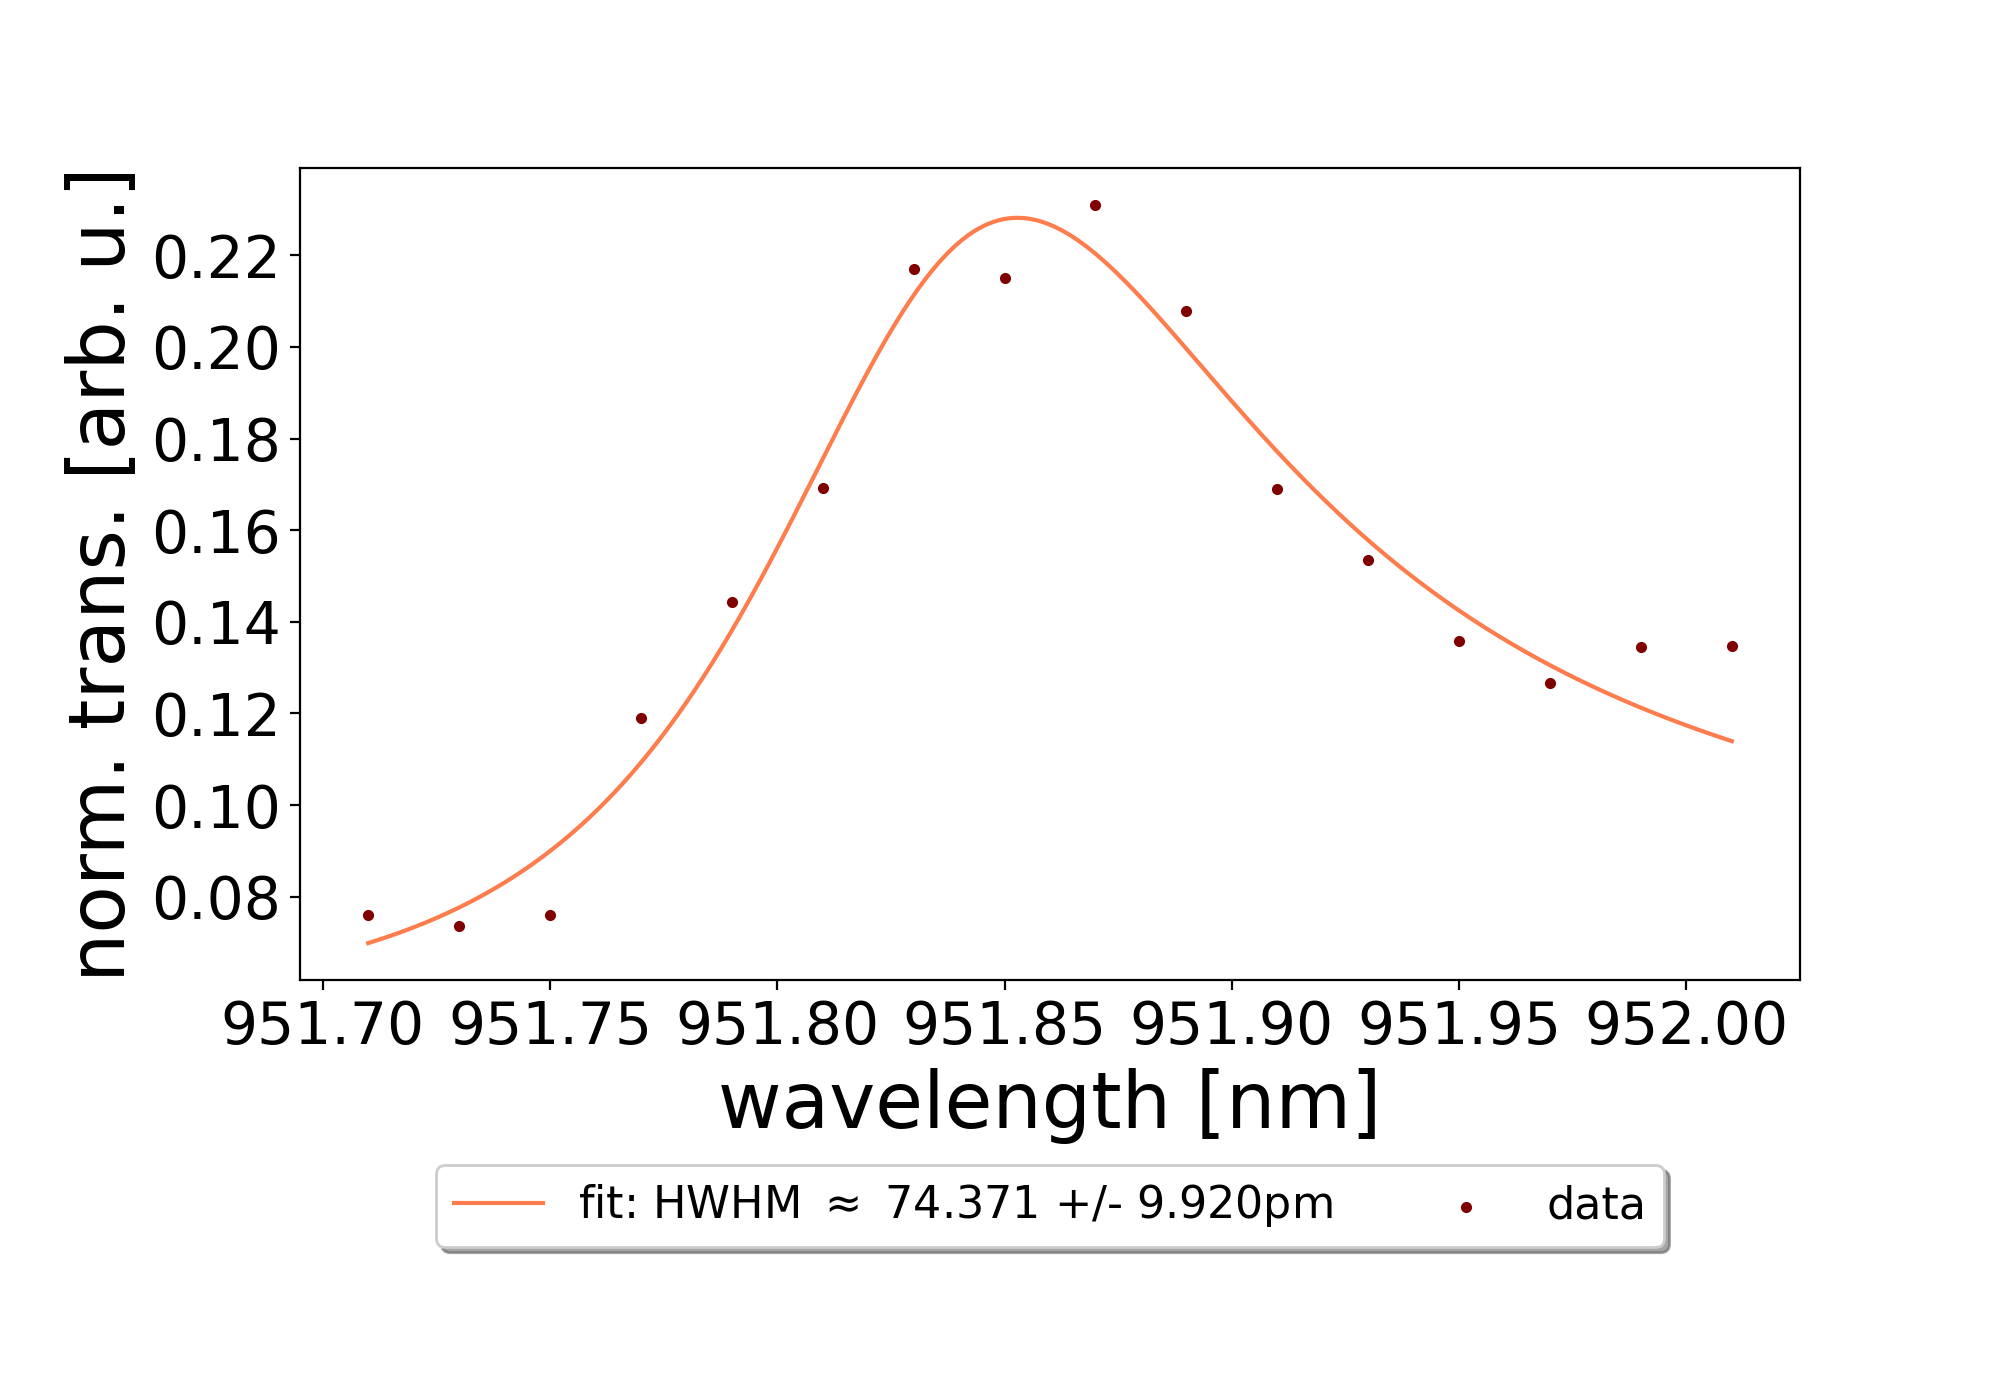 norm. trans. [arb. u.]
0.22
0.20
0.18
0.16
0.14
0.12
0.10
0.08
951.70 951.75 951.80 951.85 951.90 951.95 952.00
wavelength [nm]
fit: HWHM ≈ 74.371 +/- 9.920pm data